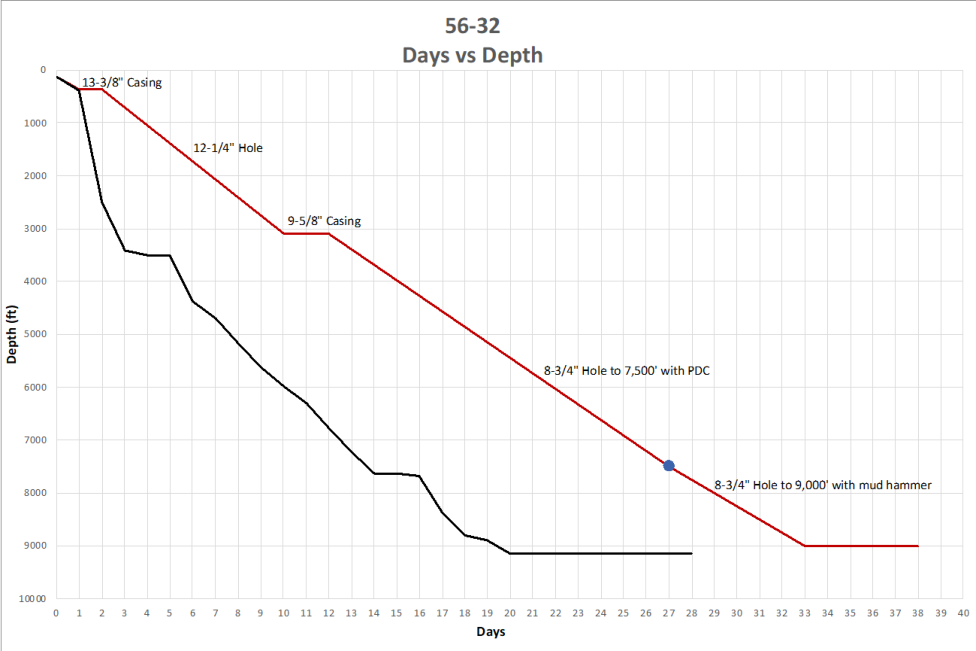 56-32
Days vs Depth
0
13-3/8" Casing
1000
12-1/4" Hole
2000
9-5/8" Casing
3000
4000
Depth (ft)
5000
8-3/4" Hole to 7,500' with PDC
6000
7000
8-3/4" Hole to 9,000' with mud hammer
8000
9000
10000
0 1 2 3 4 5 6 7 8 9 10 11 12 13 14 15 16 17 18 19 20 21 22 23 24 25 26 27 28 29 30 31 32 33 34 35 36 37 38 39 40
Days